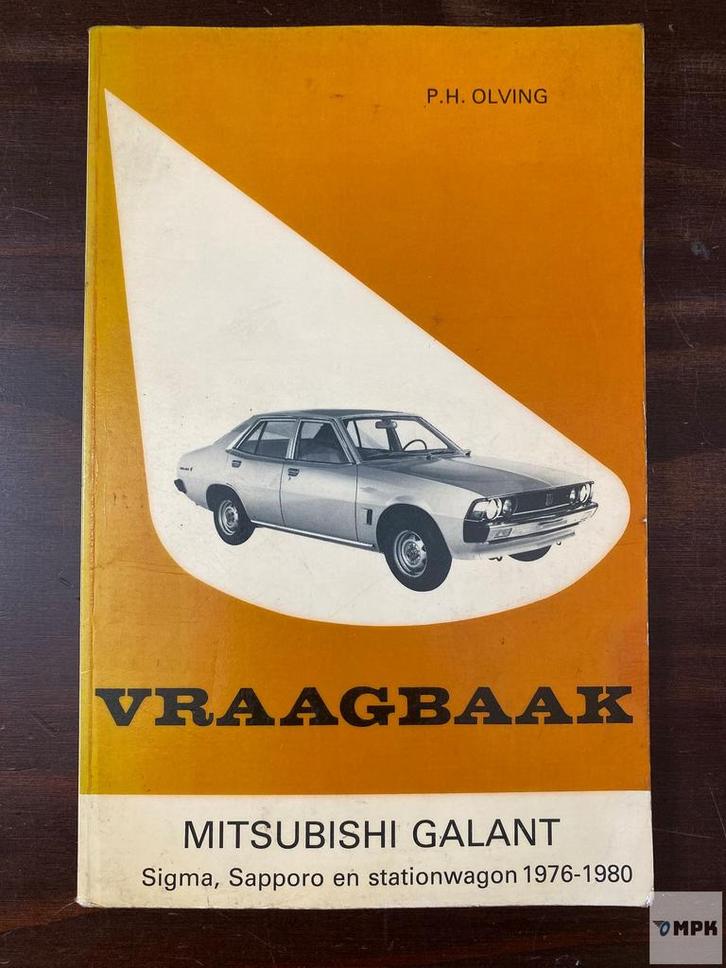 P.H. OLVING
VRAAGBAAK
MITSUBISHI GALANT
Sigma, Sapporo en stationwagon 1976-1980
MPK